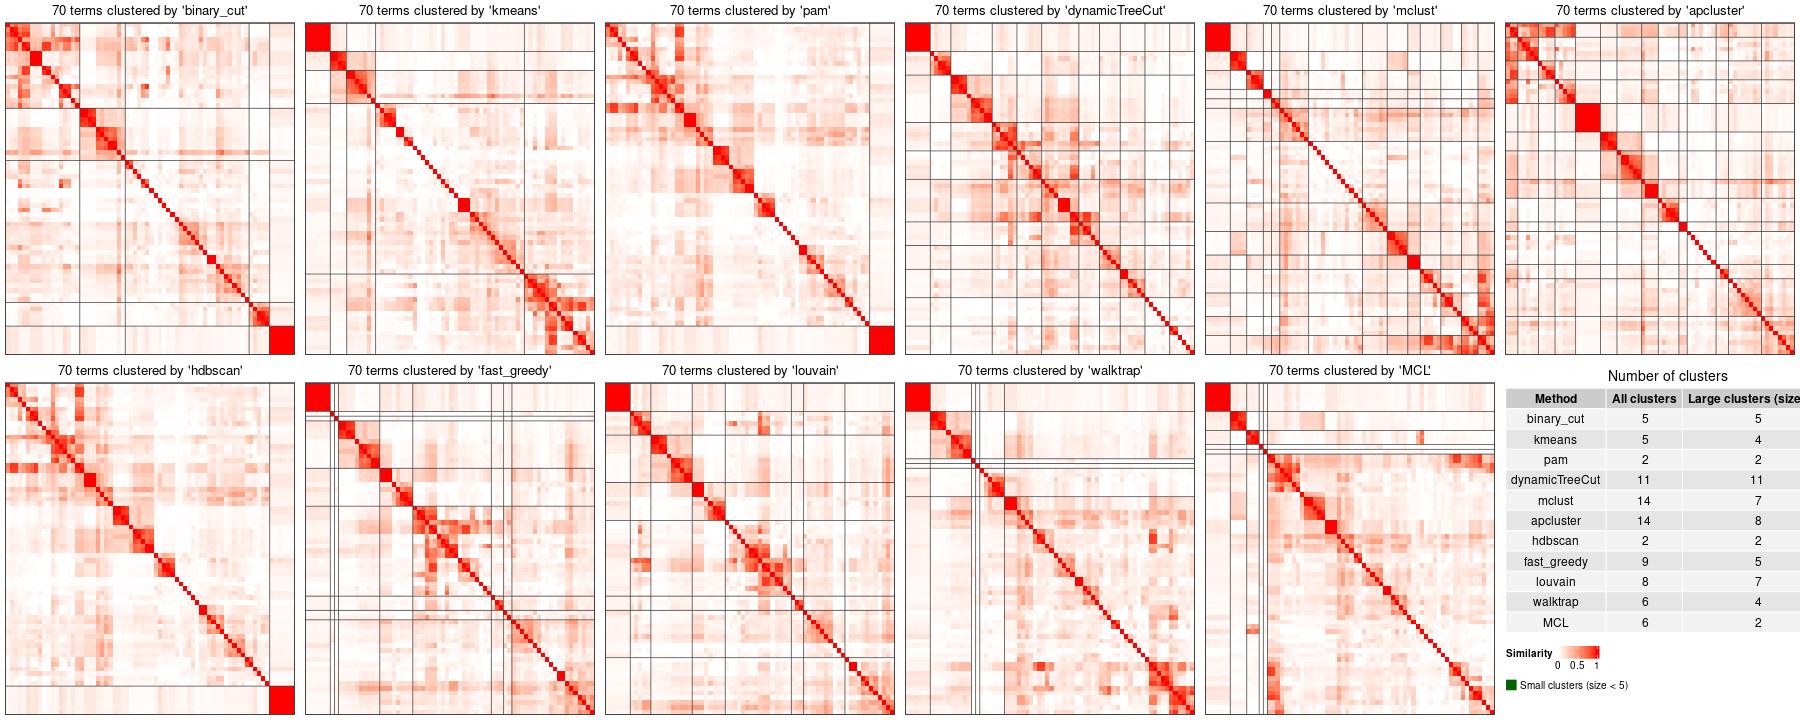 70 terms clustered by 'binary_cut'
70 terms clustered by 'kmeans'
70 terms clustered by 'pam'
70 terms clustered by 'dynamicTreeCut'
70 terms clustered by 'mclust'
70 terms clustered by 'apcluster'
70 terms clustered by 'hdbscan'
70 terms clustered by 'fast_greedy'
70 terms clustered by 'louvain'
70 terms clustered by 'walktrap'
70 terms clustered by 'MCL'
Number of clusters
Method All clusters Large clusters (size
binary_cut 5 5
kmeans 5 4
pam 2 2
dynamicTreeCut 11 11
mclust 14 7
apcluster 14 8
hdbscan 2 2
fast_greedy 9 5
louvain 8 7
walktrap 6 4
MCL 6 2
Similarity
0 0.5 1
Small clusters (size < 5)